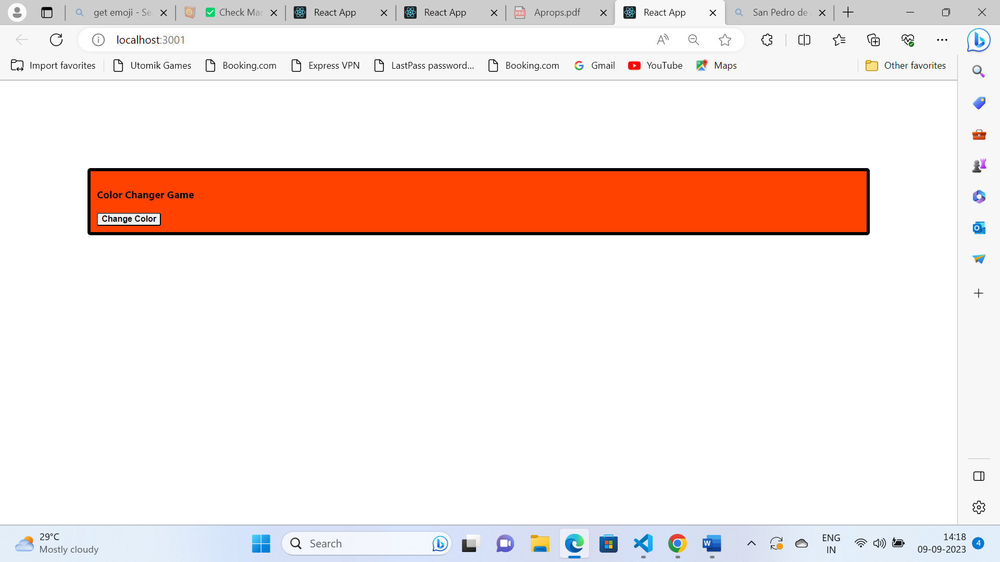 get emoji - Se
Check Mar
React App
React App
Aprops.pdf
React App
San Pedro de
localhost:3001
Import favorites
Utomik Games
Booking.com
Express VPN
LastPass password...
Booking.com
Gmail
YouTube
Maps
Other favorites
Color Changer Game
Change Color
29°C
Mostly cloudy
Search
ENG
IN
14:18
09-09-2023
4